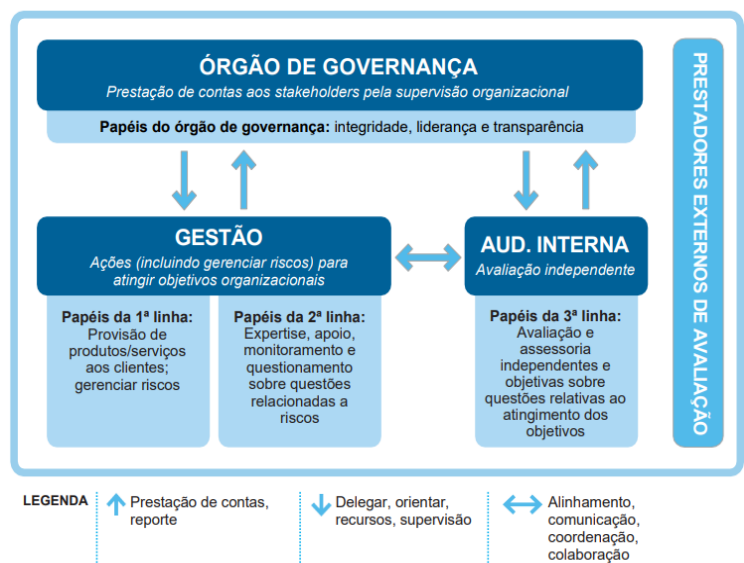 ÓRGÃO DE GOVERNANÇA
Prestação de contas aos stakeholders pela supervisão organizacional
Papéis do órgão de governança: integridade, liderança e transparência
GESTÃO
Ações (incluindo gerenciar riscos) para
atingir objetivos organizacionais
Papéis da 1ª linha:
Provisão de
produtos/serviços
aos clientes;
gerenciar riscos
Papéis da 2ª linha:
Expertise, apoio,
monitoramento e
questionamento
sobre questões
relacionadas a
riscos
AUD. INTERNA
Avaliação independente
Papéis da 3ª linha:
Avaliação e
assessoria
independentes e
objetivas sobre
questões relativas ao
atingimento dos
objetivos
PRESTADORES EXTERNOS DE AVALIAÇÃO
LEGENDA
Prestação de contas,
reporte
Delegar, orientar,
recursos, supervisão
Alinhamento,
comunicação,
coordenação,
colaboração